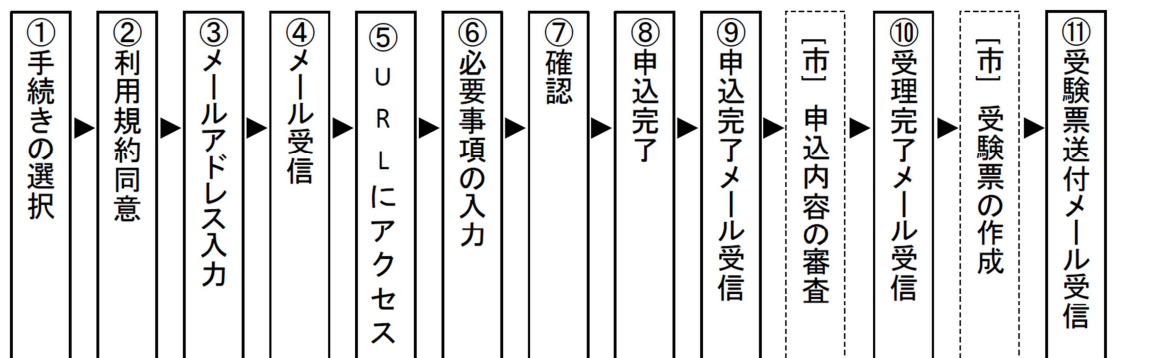 ①手続きの選択
②利用規約同意
③メールアドレス入力
④メール受信
⑤URLにアクセス
⑥必要事項の入力
⑦確認
⑧申込完了
⑨申込完了メール受信
［市］ 申込内容の審査
⑩受理完了メール受信
［市］ 受験票の作成
⑪受験票送付メール受信